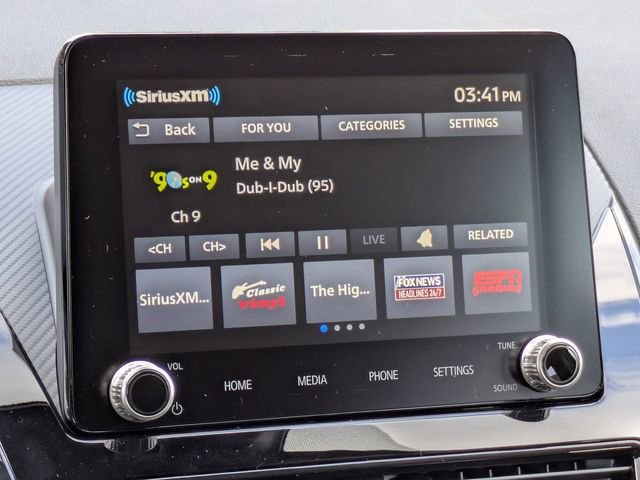 SiriusXM
03:41 PM
Back
FOR YOU
CATEGORIES
SETTINGS
'90s ON 9
Me & My
Dub-I-Dub (95)
Ch 9
<CH
CH>
LIVE
RELATED
SiriusXM...
Classic vinyl
The Hig...
FOX NEWS
HEADLINES 24/7
ESPN
RADIO
VOL
HOME
MEDIA
PHONE
SETTINGS
TUNE
SOUND